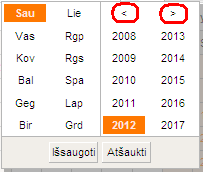 Sau Lie < >
Vas Rgp 2008 2013
Kov Rgs 2009 2014
Bal Spa 2010 2015
Geg Lap 2011 2016
Bir Grd 2012 2017
Išsaugoti Atšaukti